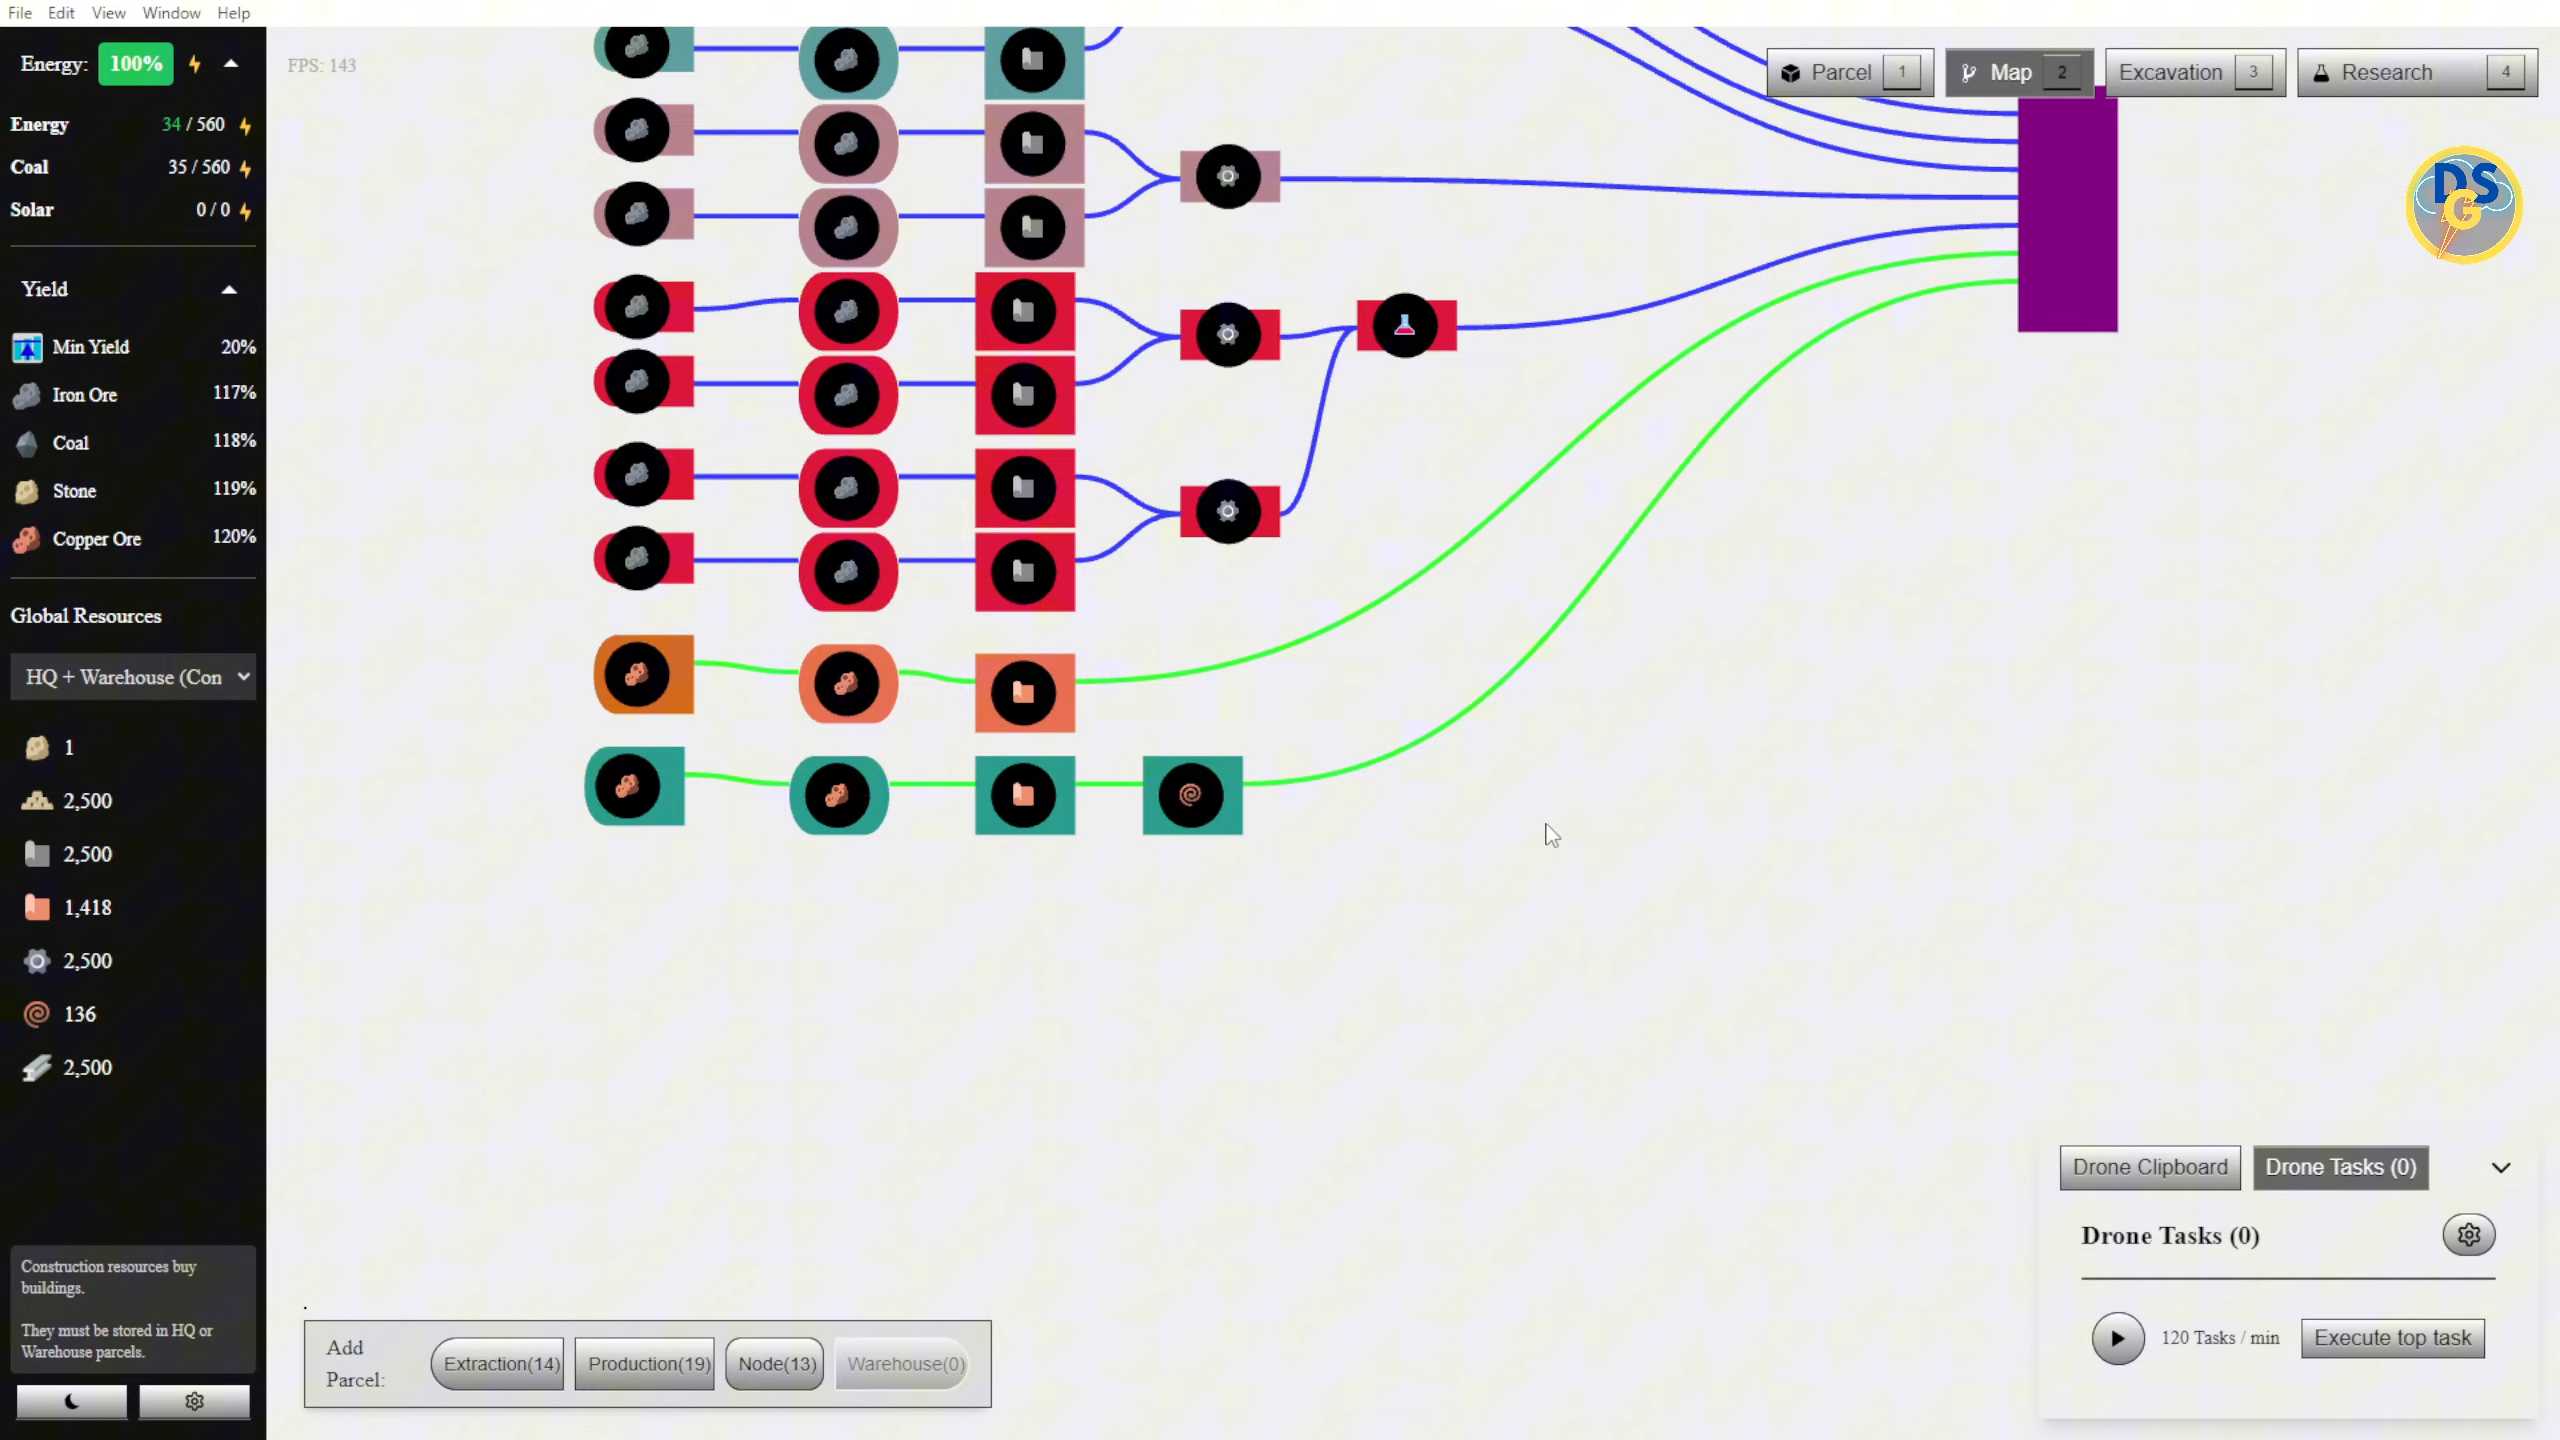 File Edit View Window Help
Energy: 100%
Energy 34 / 560
Coal 35 / 560
Solar 0 / 0
Yield
Min Yield 20%
Iron Ore 117%
Coal 118%
Stone 119%
Copper Ore 120%
Global Resources
HQ + Warehouse (Con
1
2,500
2,500
1,418
2,500
136
2,500
Construction resources buy
buildings.
They must be stored in HQ or
Warehouse parcels.
FPS: 143
Parcel 1
Map 2
Excavation 3
Research 4
DSG
Drone Clipboard
Drone Tasks (0)
Drone Tasks (0)
120 Tasks / min
Execute top task
.
Add
Parcel:
Extraction(14)
Production(19)
Node(13)
Warehouse(0)